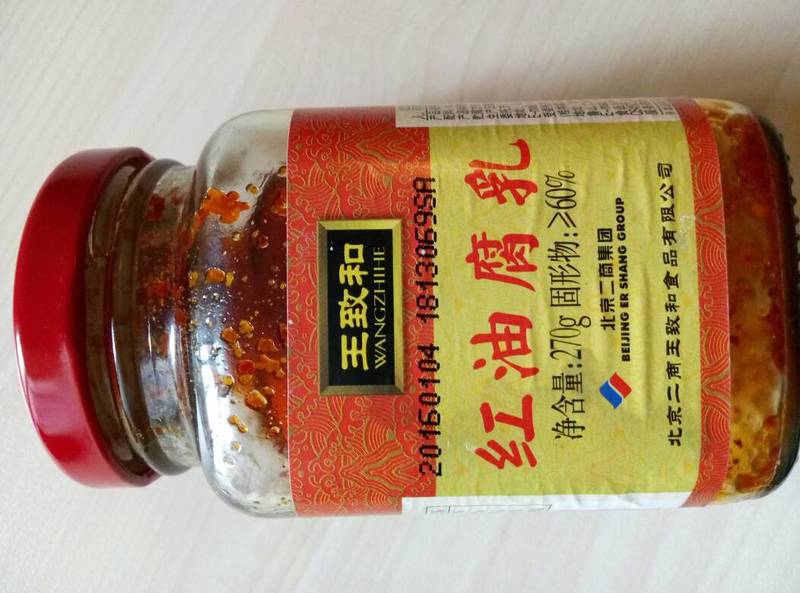 王致和
WANGZHIHE
20160104 18130695A
红油腐乳
净含量:270g 固形物:≥60%
北京二商集团
BEIJING ER SHANG GROUP
北京二商王致和食品有限公司